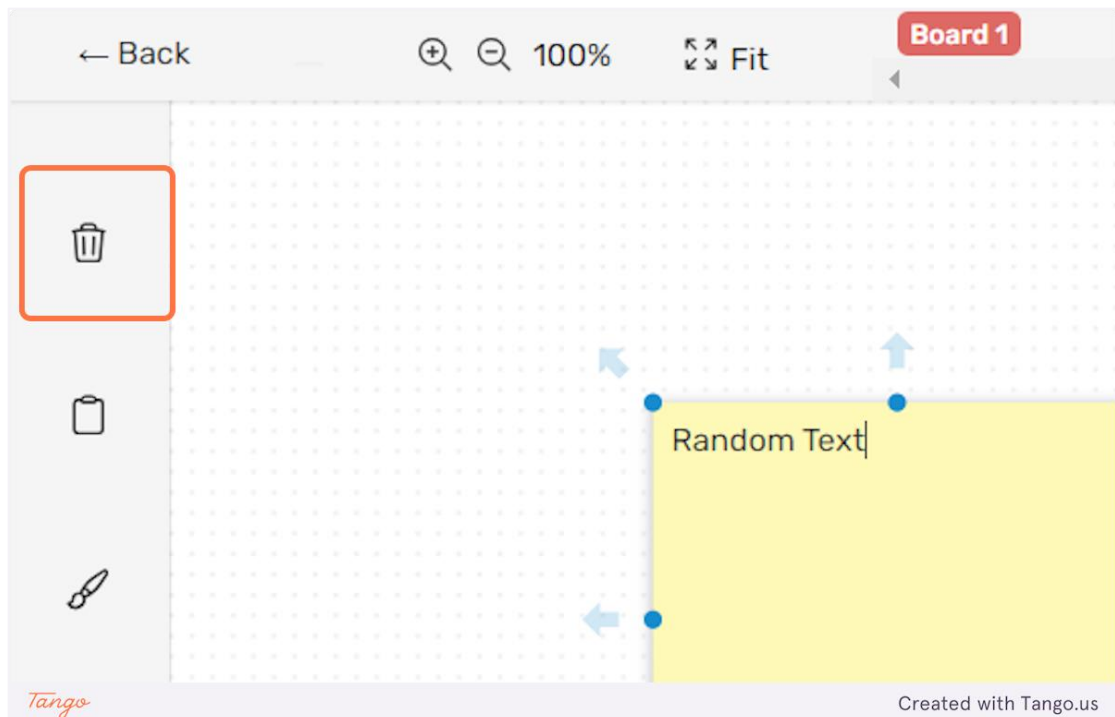 ← Back
100%
Fit
Board 1
Random Text
Tango
Created with Tango.us